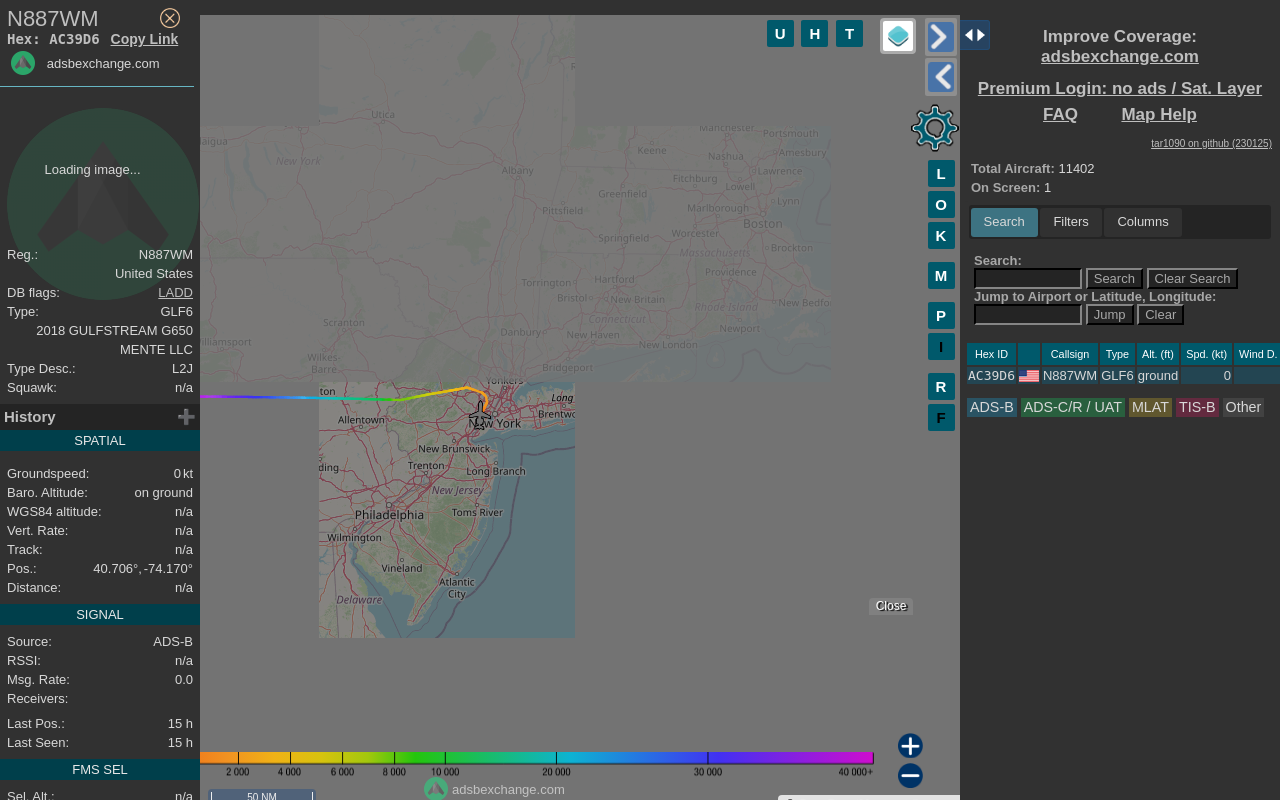 N887WM
Hex: AC39D6 Copy Link
adsbexchange.com
Loading image...
Reg.: N887WM
United States
DB flags: LADD
Type: GLF6
2018 GULFSTREAM G650
MENTE LLC
Type Desc.: L2J
Squawk: n/a
History
SPATIAL
Groundspeed: 0 kt
Baro. Altitude: on ground
WGS84 altitude: n/a
Vert. Rate: n/a
Track: n/a
Pos.: 40.706°, -74.170°
Distance: n/a
SIGNAL
Source: ADS-B
RSSI: n/a
Msg. Rate: 0.0
Receivers:
Last Pos.: 15 h
Last Seen: 15 h
FMS SEL
Sel. Alt.: n/a
U H T
L
O
K
M
P
I
R
F
Utica
New York
Albany
Manchester
Portsmouth
Keene
Nashua
Amesbury
Fitchburg
Lawrence
Greenfield
Lowell
Pittsfield
Marlborough
Lynn
Boston
Springfield
Worcester
Massachusetts
Brockton
Torrington
Hartford
Providence
Bristol
New Britain
Rhode Island
New Bedfo
Scranton
Danbury
Connecticut
New Haven
Newport
liamsport
Wilkes-
Barre
New London
Bridgeport
Yonkers
ton
Long
Allentown
New York
Brentwo
New Brunswick
ding
Trenton
Long Branch
New Jersey
Philadelphia
Toms River
Wilmington
Vineland
Atlantic
City
Delaware
Close
2 000 4 000 6 000 8 000 10 000 20 000 30 000 40 000+
adsbexchange.com
50 NM
Improve Coverage:
adsbexchange.com
Premium Login: no ads / Sat. Layer
FAQ Map Help
tar1090 on github (230125)
Total Aircraft: 11402
On Screen: 1
Search Filters Columns
Search:
Search Clear Search
Jump to Airport or Latitude, Longitude:
Jump Clear
Hex ID Callsign Type Alt. (ft) Spd. (kt) Wind D.
AC39D6 N887WM GLF6 ground 0
ADS-B ADS-C/R / UAT MLAT TIS-B Other